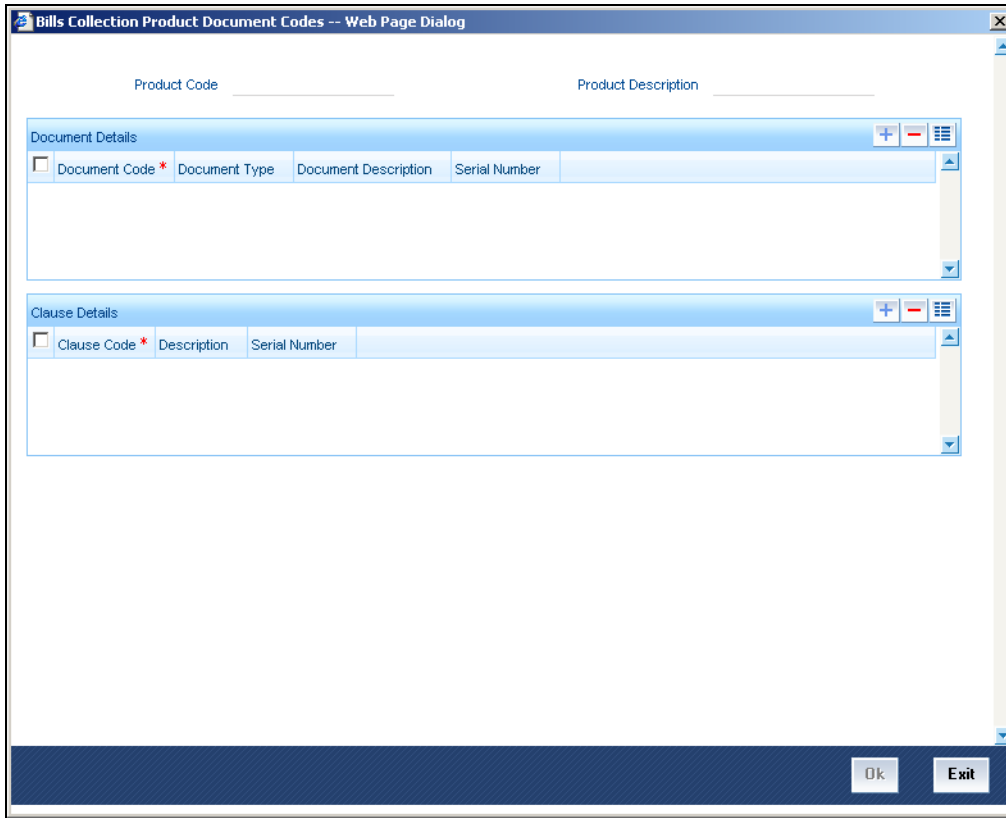 Bills Collection Product Document Codes -- Web Page Dialog
Product Code Product Description
Document Details
Document Code * Document Type Document Description Serial Number
Clause Details
Clause Code * Description Serial Number
Ok Exit